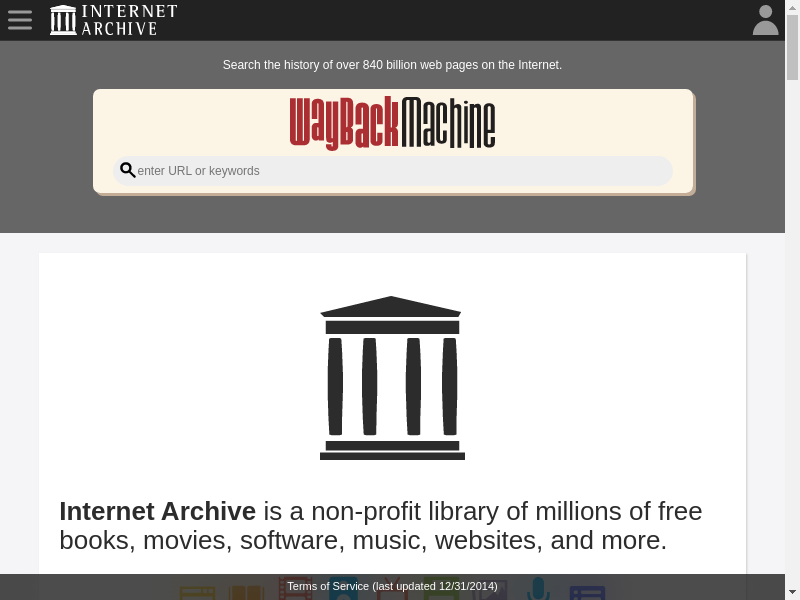 INTERNET
ARCHIVE
Search the history of over 840 billion web pages on the Internet.
WayBackMachine
enter URL or keywords
Internet Archive is a non-profit library of millions of free
books, movies, software, music, websites, and more.
Terms of Service (last updated 12/31/2014)